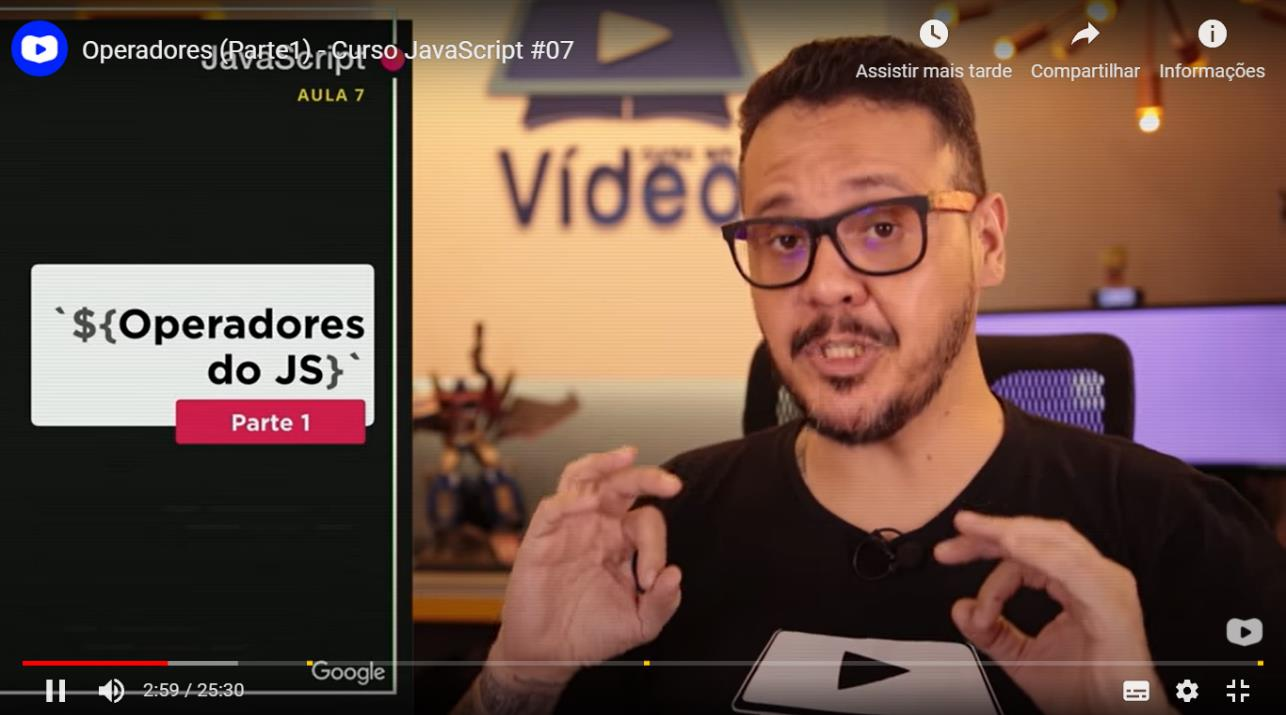 Operadores (Parte1) - Curso JavaScript #07
Assistir mais tarde
Compartilhar
Informações
JavaScript
AULA 7
Vídeo
`${Operadores
do JS}`
Parte 1
Google
2:59 / 25:30